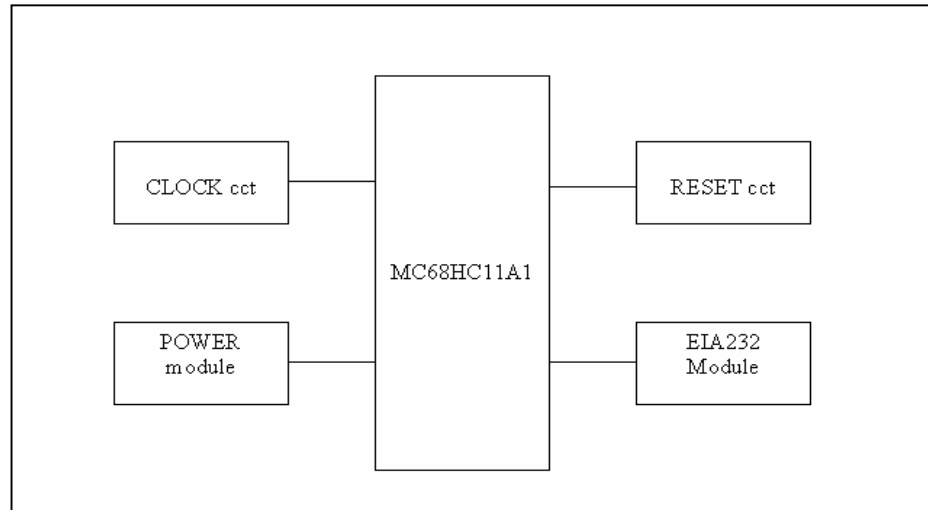 CLOCK cct
RESET cct
MC68HC11A1
POWER
module
EIA232
Module